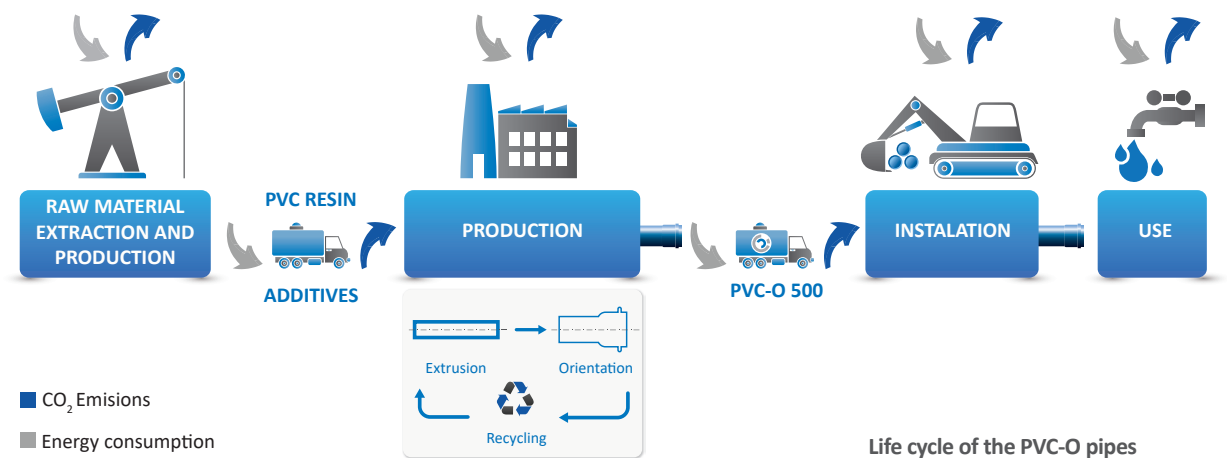 RAW MATERIAL
EXTRACTION AND
PRODUCTION
PVC RESIN
ADDITIVES
PRODUCTION
PVC-O 500
INSTALATION
USE
Extrusion
Orientation
Recycling
CO₂ Emisions
Energy consumption
Life cycle of the PVC-O pipes